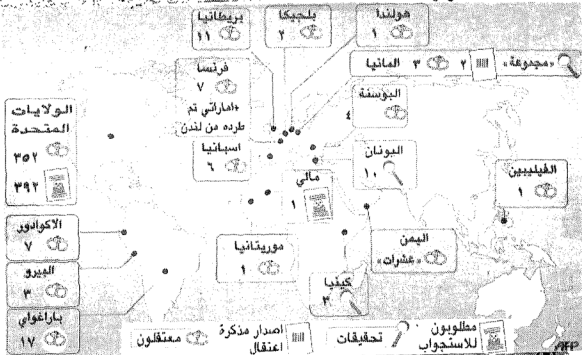 هولندا
١
بلجيكا
٢
بريطانيا
١١
«مجموعة» ٢ ٣ المانيا
فرنسا
٧
+اماراتي تم
طرده من لندن
البوسنة
٤
الولايات
المتحدة
٣٥٢
٣٩٢
اسبانيا
٦
اليونان
١٠
مالي
١
الفيليبين
١
الاكوادور
٧
موريتانيا
١
اليمن
«عشرات»
البيرو
٣
كينيا
٣
باراغواي
١٧
مطلوبون
للاستجواب
تحقيقات
اصدار مذكرة
اعتقال
معتقلون
AFP